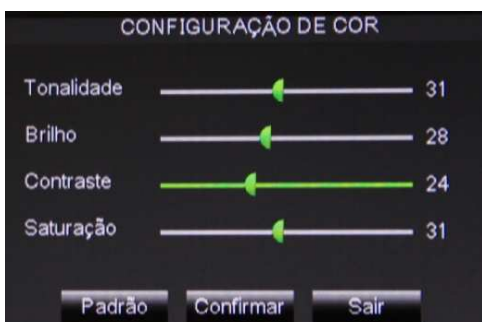 CONFIGURAÇÃO DE COR
Tonalidade 31
Brilho 28
Contraste 24
Saturação 31
Padrão Confirmar Sair